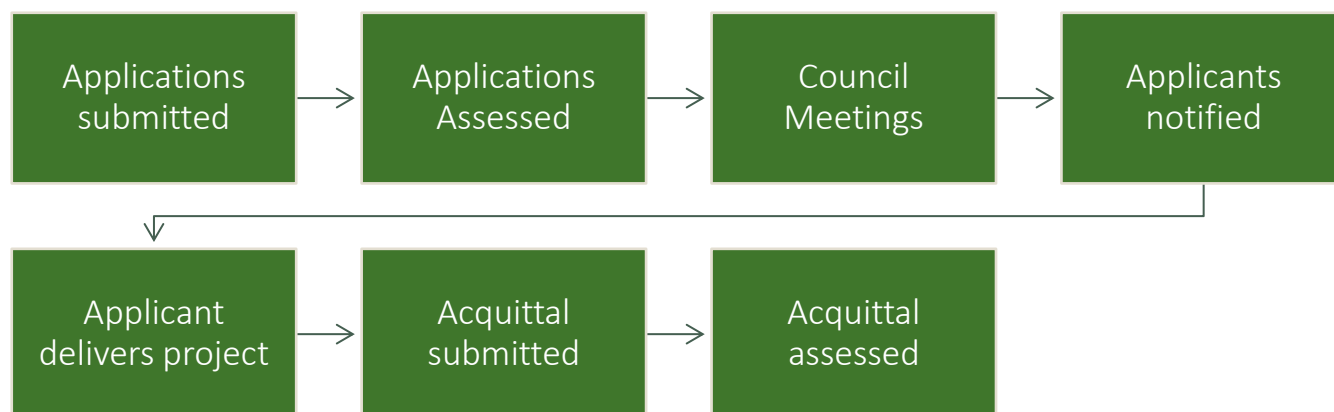 Applications
submitted
Applications
Assessed
Council
Meetings
Applicants
notified
Applicant
delivers project
Acquittal
submitted
Acquittal
assessed